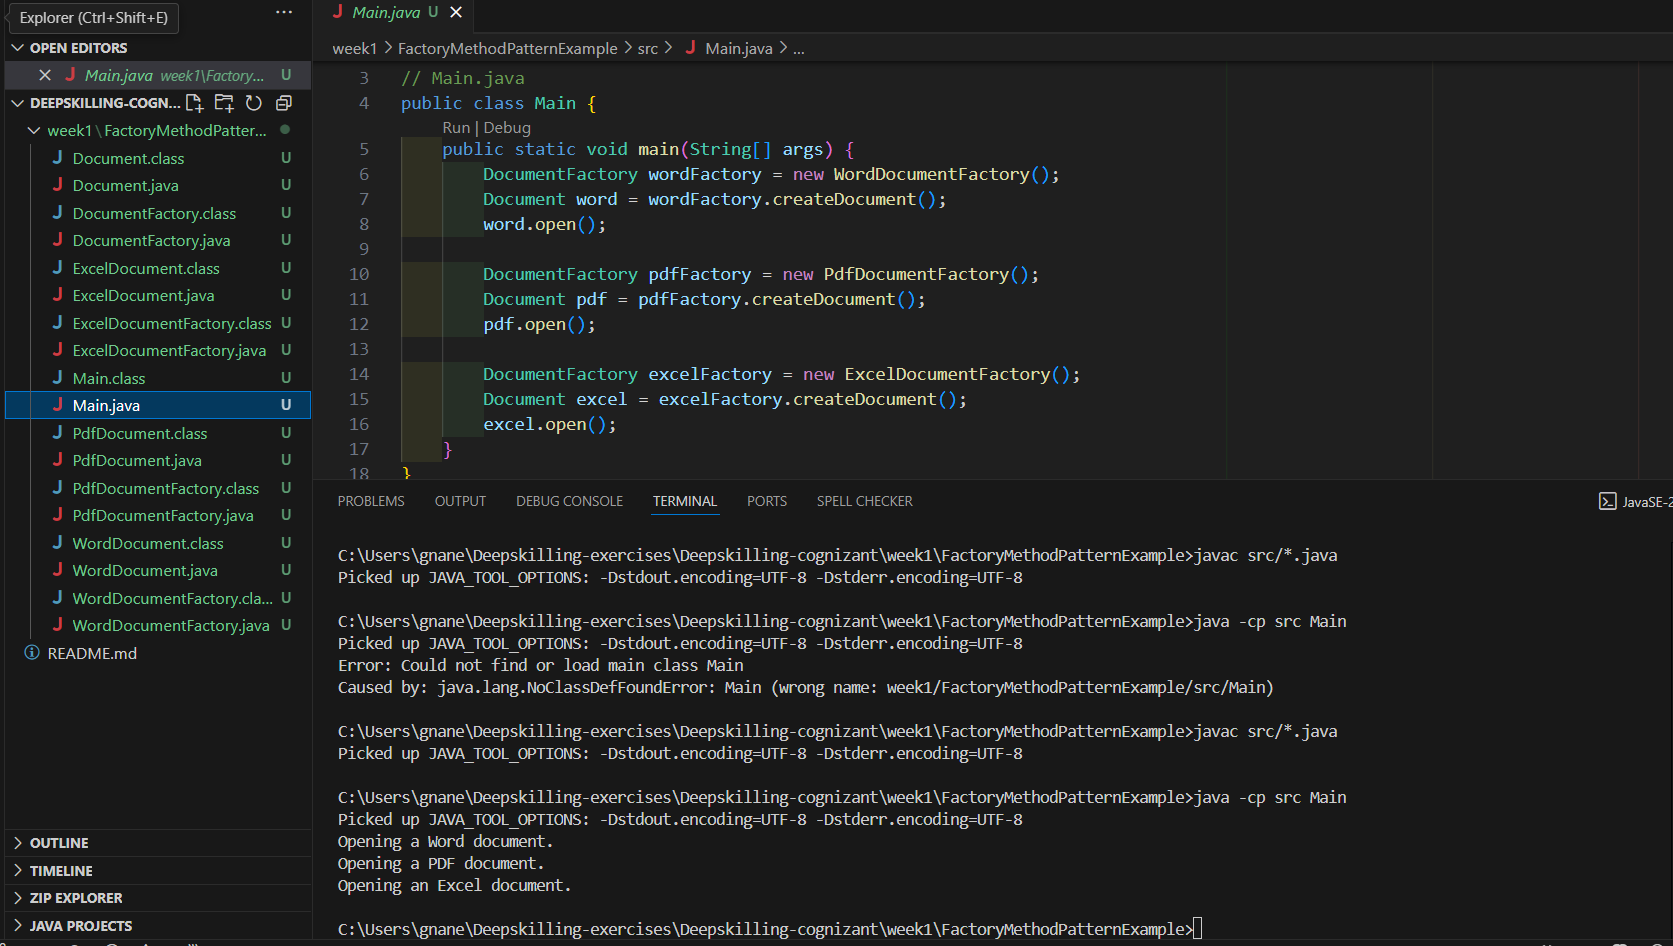 Explorer (Ctrl+Shift+E)
···
OPEN EDITORS
Main.java week1\Factory... U
DEEPSKILLING-COGN...
week1\FactoryMethodPatter...
Document.class U
Document.java U
DocumentFactory.class U
DocumentFactory.java U
ExcelDocument.class U
ExcelDocument.java U
ExcelDocumentFactory.class U
ExcelDocumentFactory.java U
Main.class U
Main.java U
PdfDocument.class U
PdfDocument.java U
PdfDocumentFactory.class U
PdfDocumentFactory.java U
WordDocument.class U
WordDocument.java U
WordDocumentFactory.cla... U
WordDocumentFactory.java U
README.md
OUTLINE
TIMELINE
ZIP EXPLORER
JAVA PROJECTS
Main.java U
week1 > FactoryMethodPatternExample > src > Main.java > ...
3 // Main.java
4 public class Main {
Run | Debug
5 public static void main(String[] args) {
6 DocumentFactory wordFactory = new WordDocumentFactory();
7 Document word = wordFactory.createDocument();
8 word.open();
9
10 DocumentFactory pdfFactory = new PdfDocumentFactory();
11 Document pdf = pdfFactory.createDocument();
12 pdf.open();
13
14 DocumentFactory excelFactory = new ExcelDocumentFactory();
15 Document excel = excelFactory.createDocument();
16 excel.open();
17 }
18 }
PROBLEMS OUTPUT DEBUG CONSOLE TERMINAL PORTS SPELL CHECKER JavaSE-2
C:\Users\gnane\Deepskilling-exercises\Deepskilling-cognizant\week1\FactoryMethodPatternExample>javac src/*.java
Picked up JAVA_TOOL_OPTIONS: -Dstdout.encoding=UTF-8 -Dstderr.encoding=UTF-8
C:\Users\gnane\Deepskilling-exercises\Deepskilling-cognizant\week1\FactoryMethodPatternExample>java -cp src Main
Picked up JAVA_TOOL_OPTIONS: -Dstdout.encoding=UTF-8 -Dstderr.encoding=UTF-8
Error: Could not find or load main class Main
Caused by: java.lang.NoClassDefFoundError: Main (wrong name: week1/FactoryMethodPatternExample/src/Main)
C:\Users\gnane\Deepskilling-exercises\Deepskilling-cognizant\week1\FactoryMethodPatternExample>javac src/*.java
Picked up JAVA_TOOL_OPTIONS: -Dstdout.encoding=UTF-8 -Dstderr.encoding=UTF-8
C:\Users\gnane\Deepskilling-exercises\Deepskilling-cognizant\week1\FactoryMethodPatternExample>java -cp src Main
Picked up JAVA_TOOL_OPTIONS: -Dstdout.encoding=UTF-8 -Dstderr.encoding=UTF-8
Opening a Word document.
Opening a PDF document.
Opening an Excel document.
C:\Users\gnane\Deepskilling-exercises\Deepskilling-cognizant\week1\FactoryMethodPatternExample>